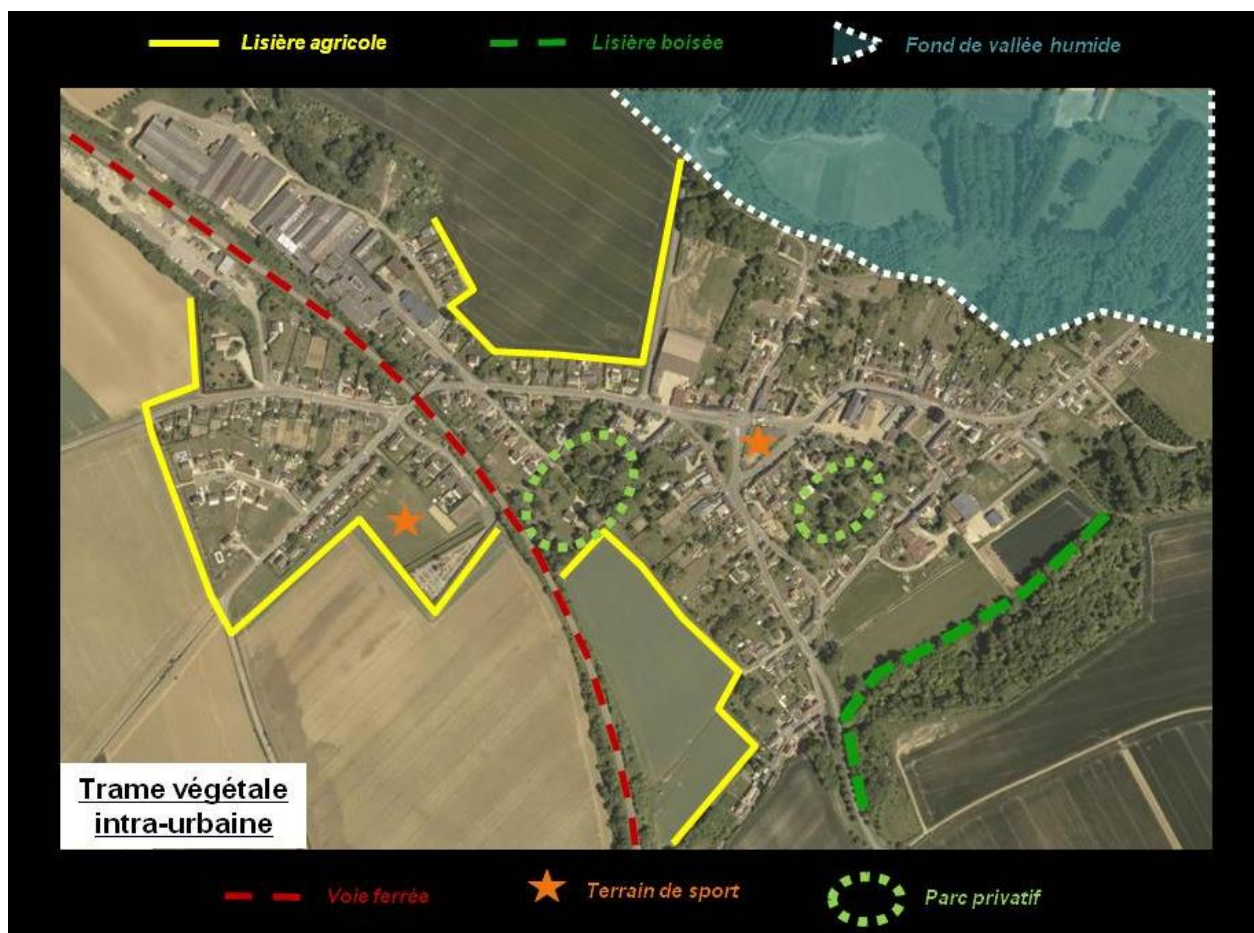 Lisière agricole
Lisière boisée
Fond de vallée humide
Trame végétale
intra-urbaine
Voie ferrée
Terrain de sport
Parc privatif